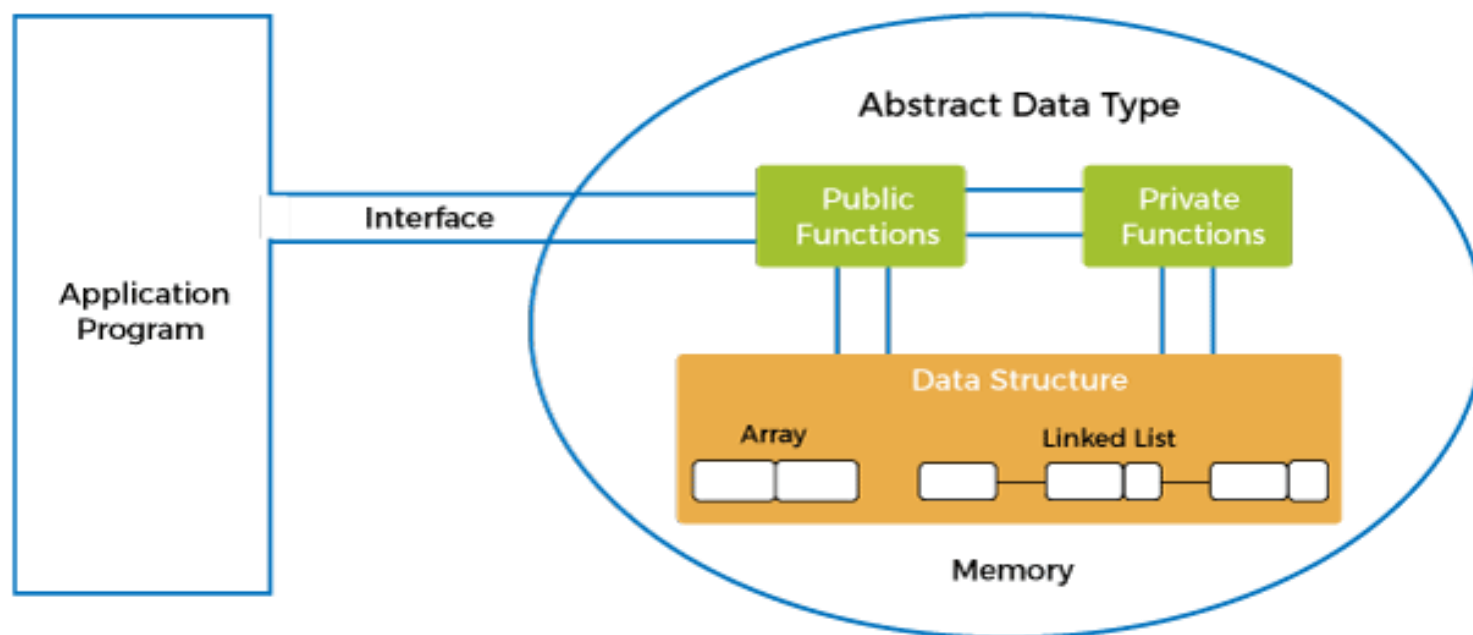 Abstract Data Type
Public
Functions
Private
Functions
Interface
Application
Program
Data Structure
Array
Linked List
Memory